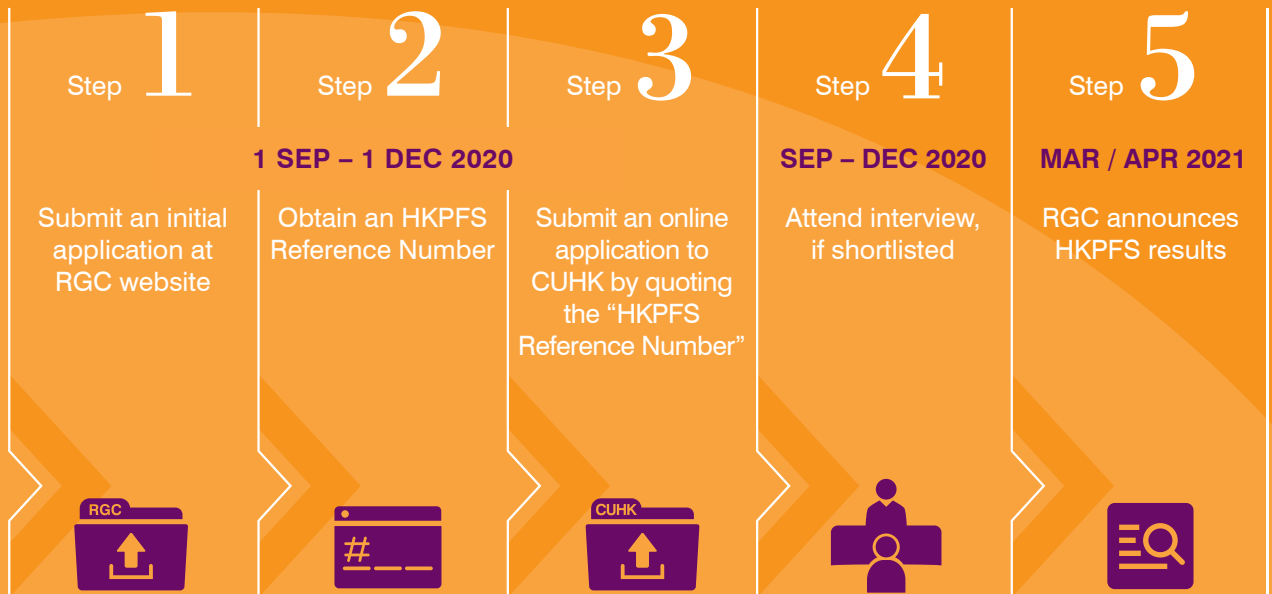 Step 1
Step 2
Step 3
Step 4
Step 5
1 SEP – 1 DEC 2020
SEP – DEC 2020
MAR / APR 2021
Submit an initial
application at
RGC website
Obtain an HKPFS
Reference Number
Submit an online
application to
CUHK by quoting
the “HKPFS
Reference Number”
Attend interview,
if shortlisted
RGC announces
HKPFS results
RGC
#
CUHK